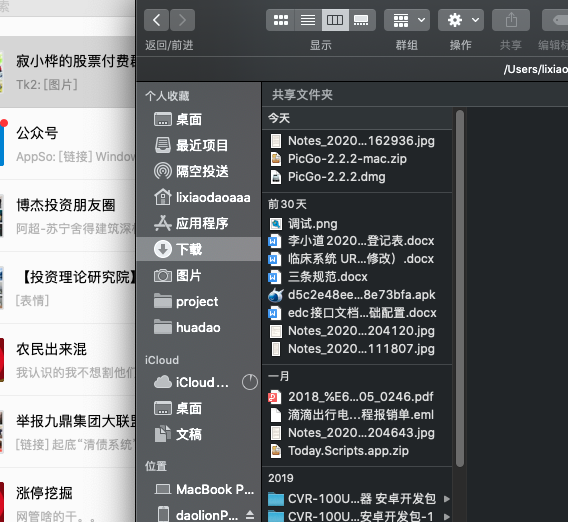 索
寂小桦的股票付费群
Tk2: [图片]
公众号
AppSo: [链接] Window
博杰投资朋友圈
阿超-苏宁舍得建筑深
【投资理论研究院】
[表情]
农民出来混
我认识的我不想割他们
举报九鼎集团大联盟
[链接] 起底“清债系统”
涨停挖掘
网管啥的干。。
返回/前进
显示
群组
操作
共享
编辑标
/Users/lixiao
个人收藏
桌面
最近项目
隔空投送
lixiaodaoaaa
应用程序
下载
图片
project
huadao
iCloud
iCloud...
桌面
文稿
位置
MacBook P...
daolionP...
共享文件夹
今天
Notes_2020...162936.jpg
PicGo-2.2.2-mac.zip
PicGo-2.2.2.dmg
前30天
调试.png
李小道2020...登记表.docx
临床系统 UR...修改）.docx
三条规范.docx
d5c2e48ee...8e73bfa.apk
edc接口文档...础配置.docx
Notes_2020...204120.jpg
Notes_2020...111807.jpg
一月
2018_%E6...05_0246.pdf
滴滴出行电...程报销单.eml
Notes_2020...204643.jpg
Today.Scripts.app.zip
2019
CVR-100U...器 安卓开发包
CVR-100U...安卓开发包-1